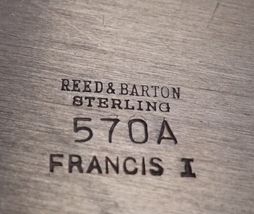 REED & BARTON
STERLING
570A
FRANCIS I